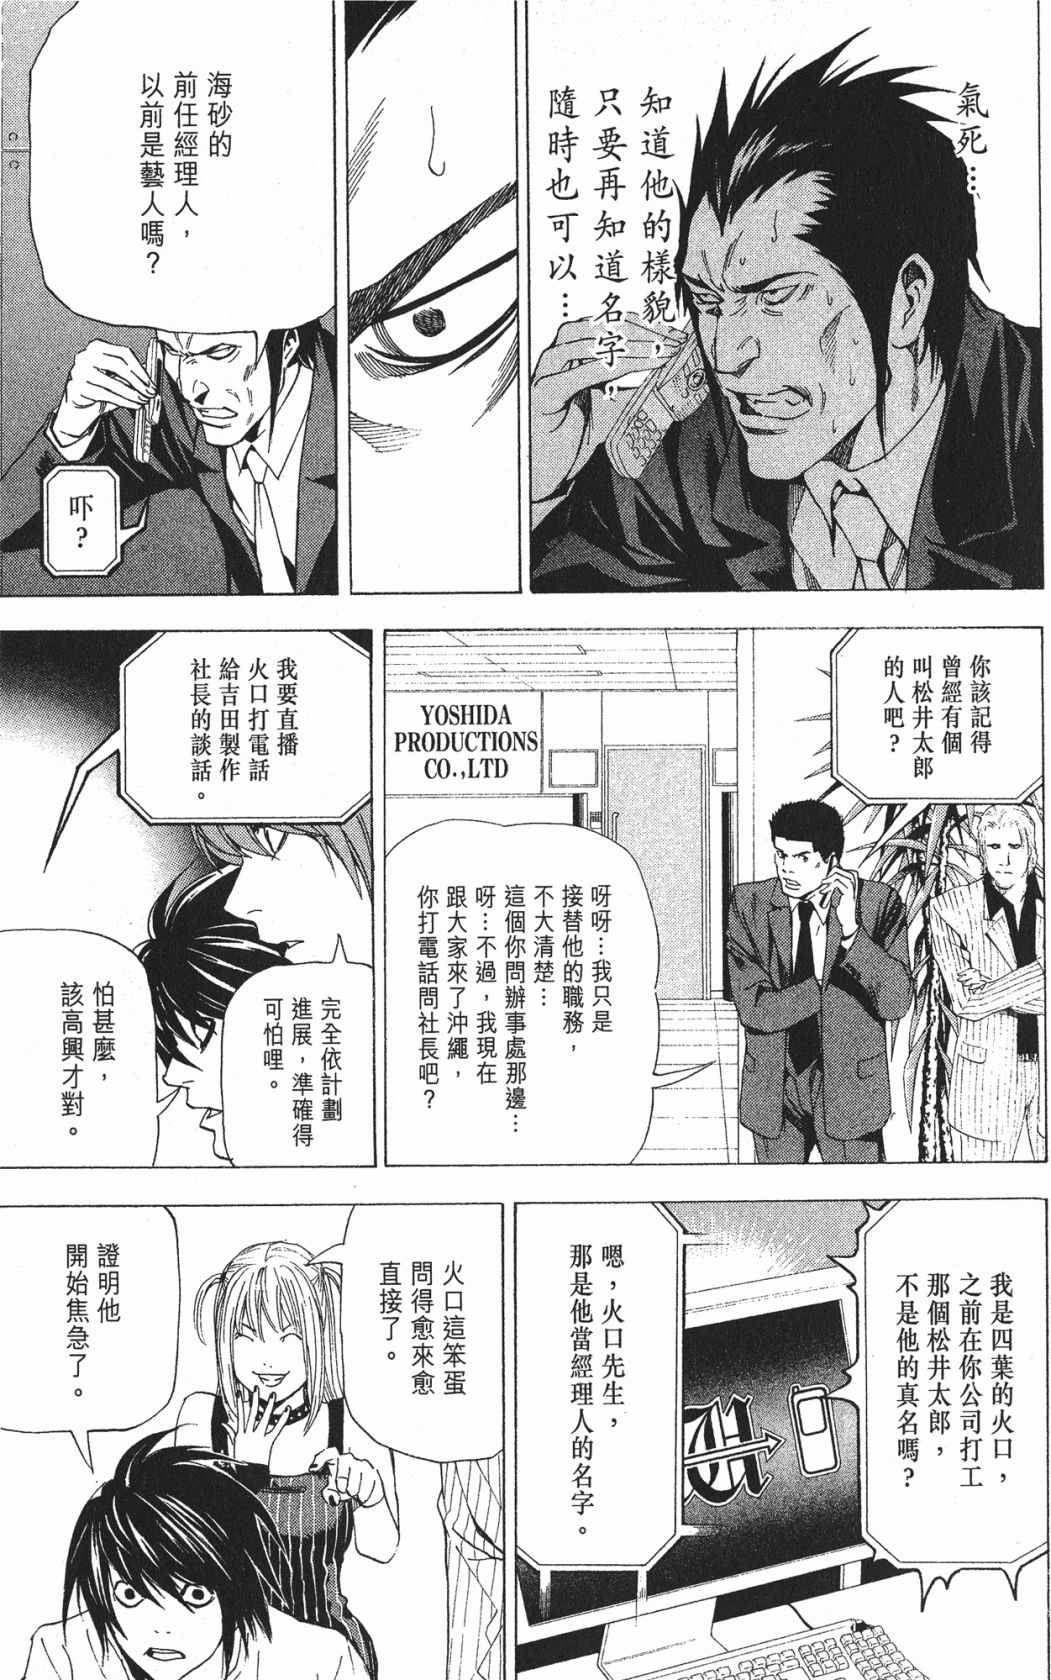 氣死…
知道他的樣貌，
只要再知道名字，
隨時也可以…
海砂的
前任經理人，
以前是藝人嗎？
吓？
你該記得
曾經有個
叫松井太郎
的人吧？
YOSHIDA
PRODUCTIONS
CO.,LTD
呀呀…我只是
接替他的職務，
不大清楚…
這個你問辦事處那邊…
呀…不過，我現在
跟大家來了沖繩，
你打電話問社長吧？
我要直播
火口打電話
給吉田製作
社長的談話。
完全依計劃
進展，準確得
可怕哩。
怕甚麼，
該高興才對。
我是四葉的火口，
之前在你公司打工
那個松井太郎，
不是他的真名嗎？
嗯，火口先生，
那是他當經理人的名字。
W
火口這笨蛋
問得愈來愈
直接了。
證明他
開始焦急了。